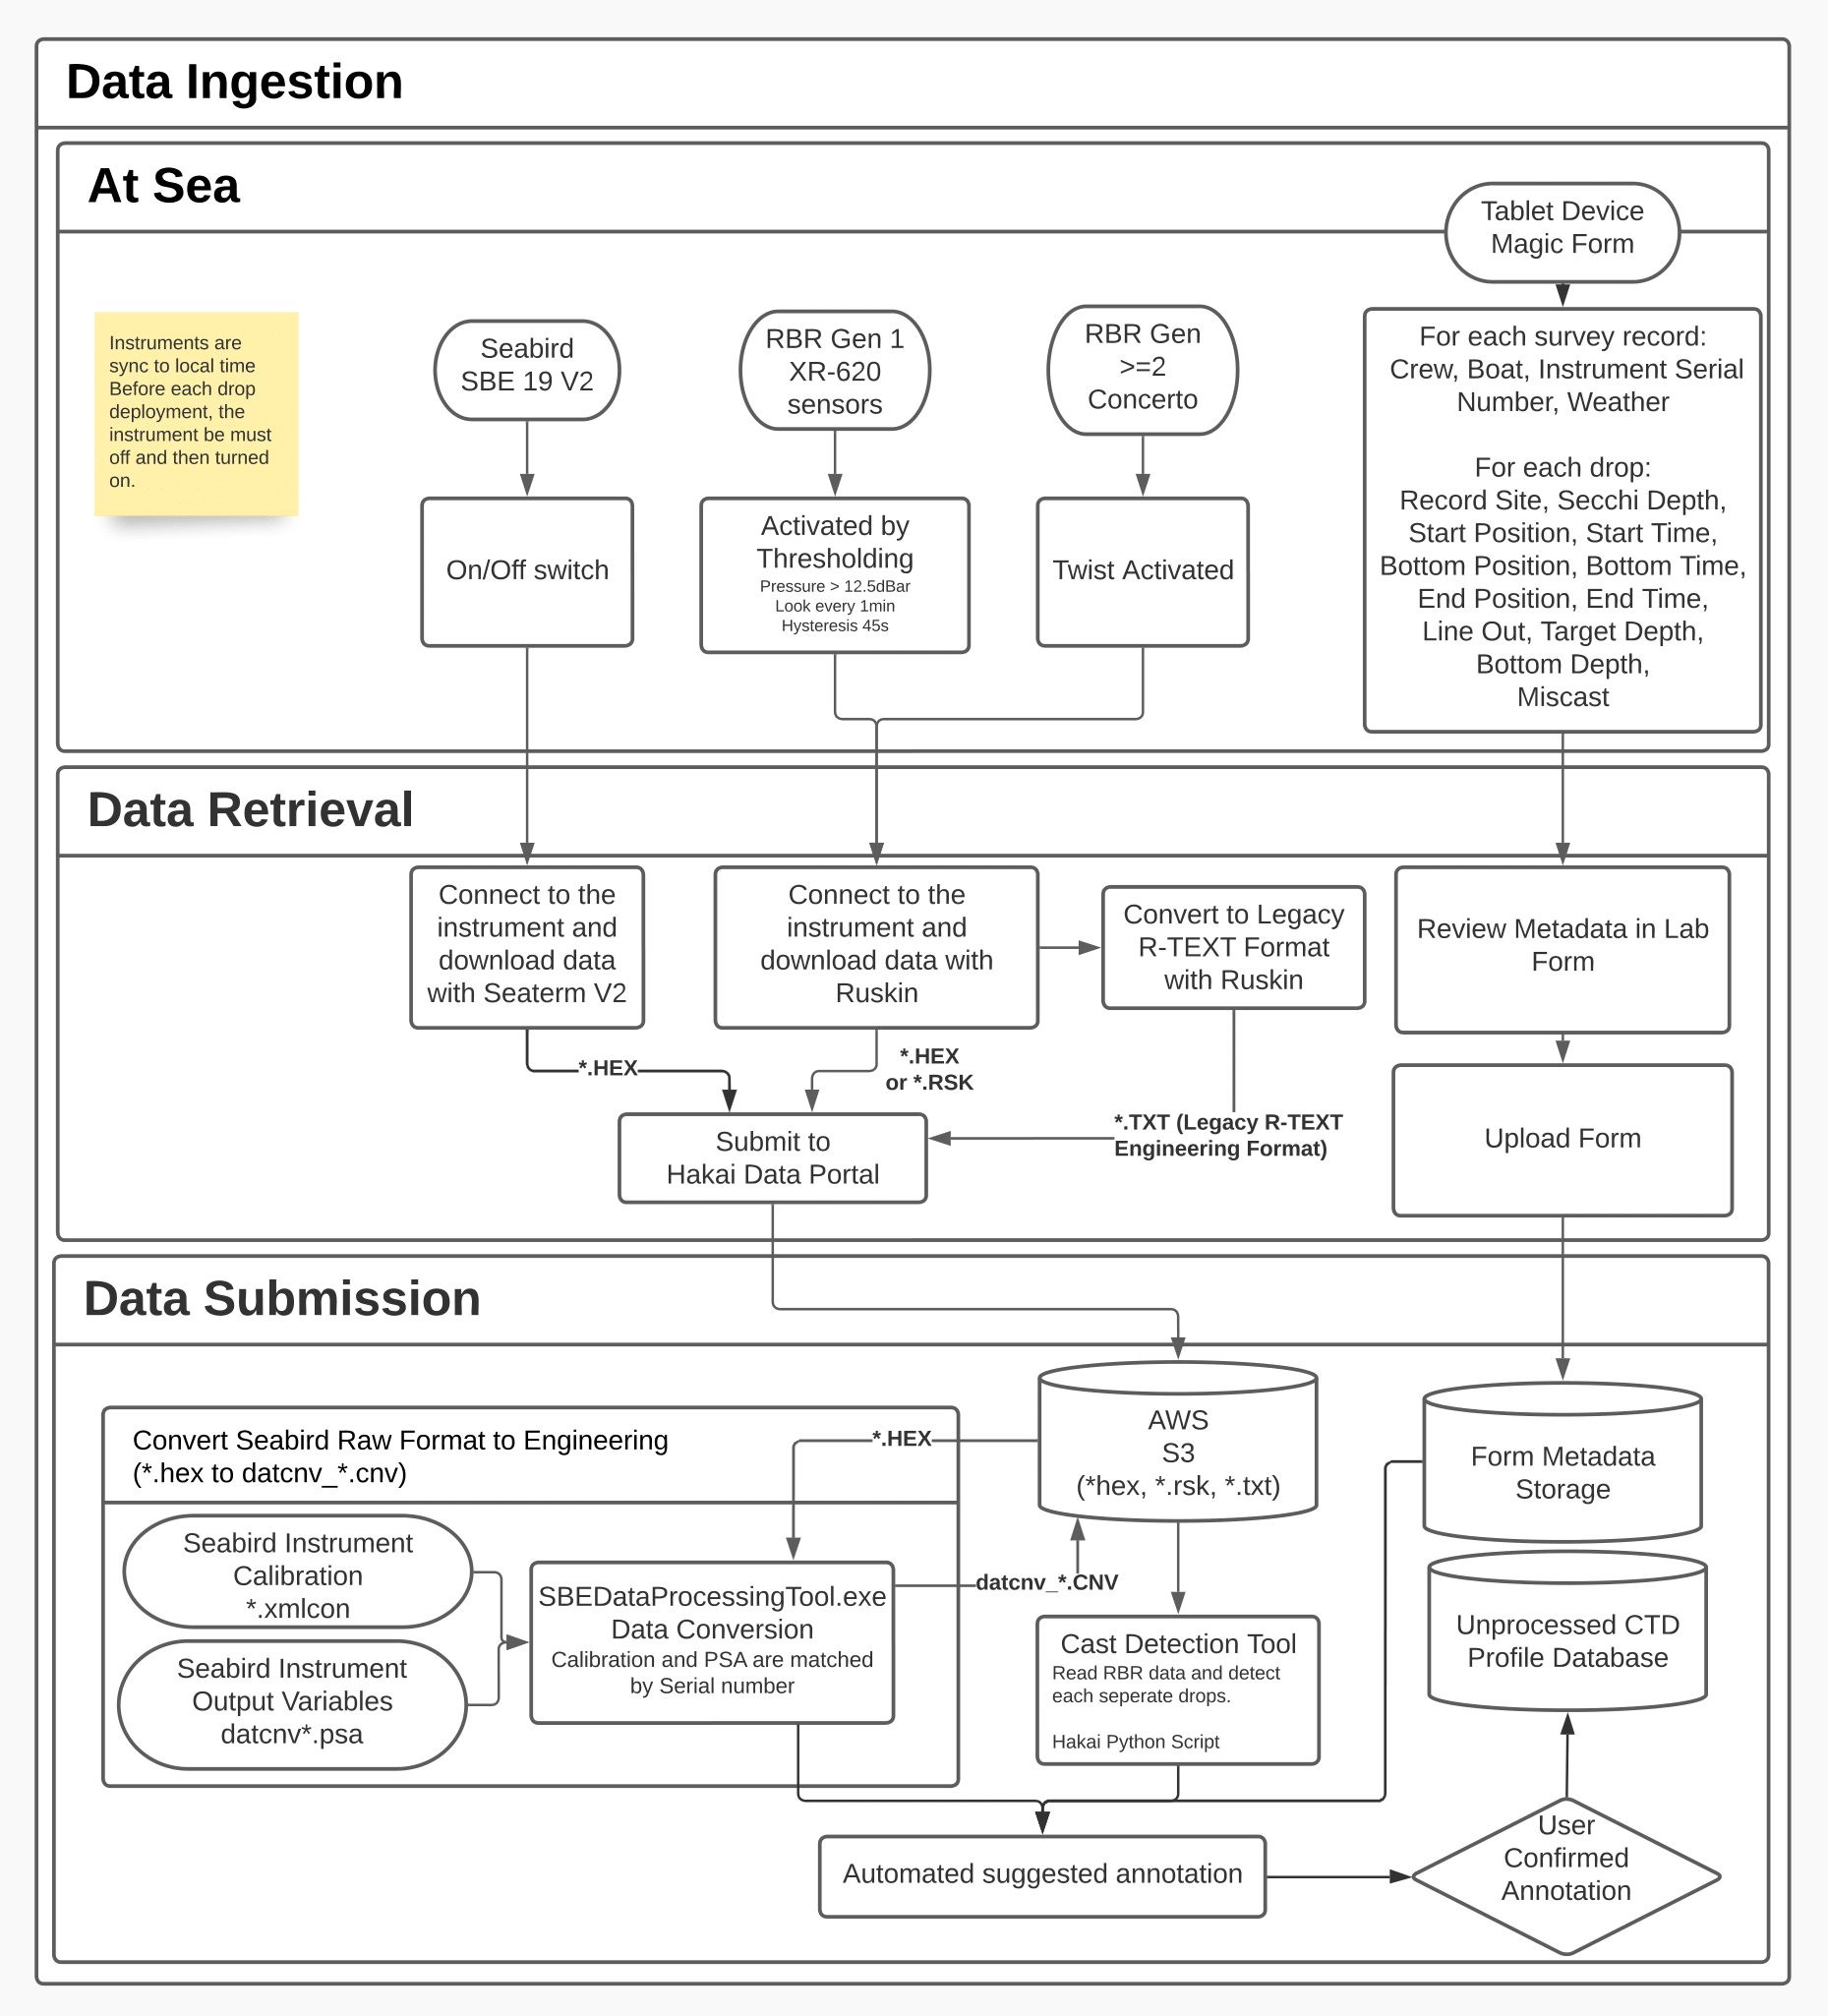 Data Ingestion
At Sea
Tablet Device
Magic Form
Instruments are
sync to local time
Before each drop
deployment, the
instrument be must
off and then turned
on.
Seabird
SBE 19 V2
RBR Gen 1
XR-620
sensors
RBR Gen
>=2
Concerto
For each survey record:
Crew, Boat, Instrument Serial
Number, Weather
For each drop:
Record Site, Secchi Depth,
Start Position, Start Time,
Bottom Position, Bottom Time,
End Position, End Time,
Line Out, Target Depth,
Bottom Depth,
Miscast
On/Off switch
Activated by
Thresholding
Pressure > 12.5dBar
Look every 1min
Hysteresis 45s
Twist Activated
Data Retrieval
Connect to the
instrument and
download data
with Seaterm V2
Connect to the
instrument and
download data with
Ruskin
Convert to Legacy
R-TEXT Format
with Ruskin
Review Metadata in Lab
Form
*.HEX
*.HEX
or *.RSK
*.TXT (Legacy R-TEXT
Engineering Format)
Submit to
Hakai Data Portal
Upload Form
Data Submission
Convert Seabird Raw Format to Engineering
(*.hex to datcnv_*.cnv)
*.HEX
AWS
S3
(*hex, *.rsk, *.txt)
Form Metadata
Storage
Seabird Instrument
Calibration
*.xmlcon
Seabird Instrument
Output Variables
datcnv*.psa
SBEDataProcessingTool.exe
Data Conversion
Calibration and PSA are matched
by Serial number
datcnv_*.CNV
Cast Detection Tool
Read RBR data and detect
each seperate drops.
Hakai Python Script
Unprocessed CTD
Profile Database
Automated suggested annotation
User
Confirmed
Annotation